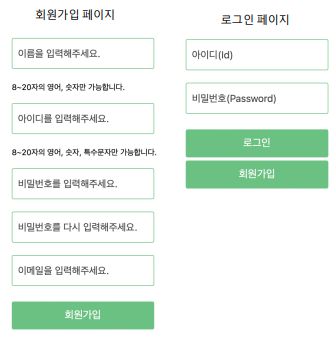 회원가입 페이지
이름을 입력해주세요.
8~20자의 영어, 숫자만 가능합니다.
아이디를 입력해주세요.
8~20자의 영어, 숫자, 특수문자만 가능합니다.
비밀번호를 입력해주세요.
비밀번호를 다시 입력해주세요.
이메일을 입력해주세요.
회원가입
로그인 페이지
아이디(Id)
비밀번호(Password)
로그인
회원가입